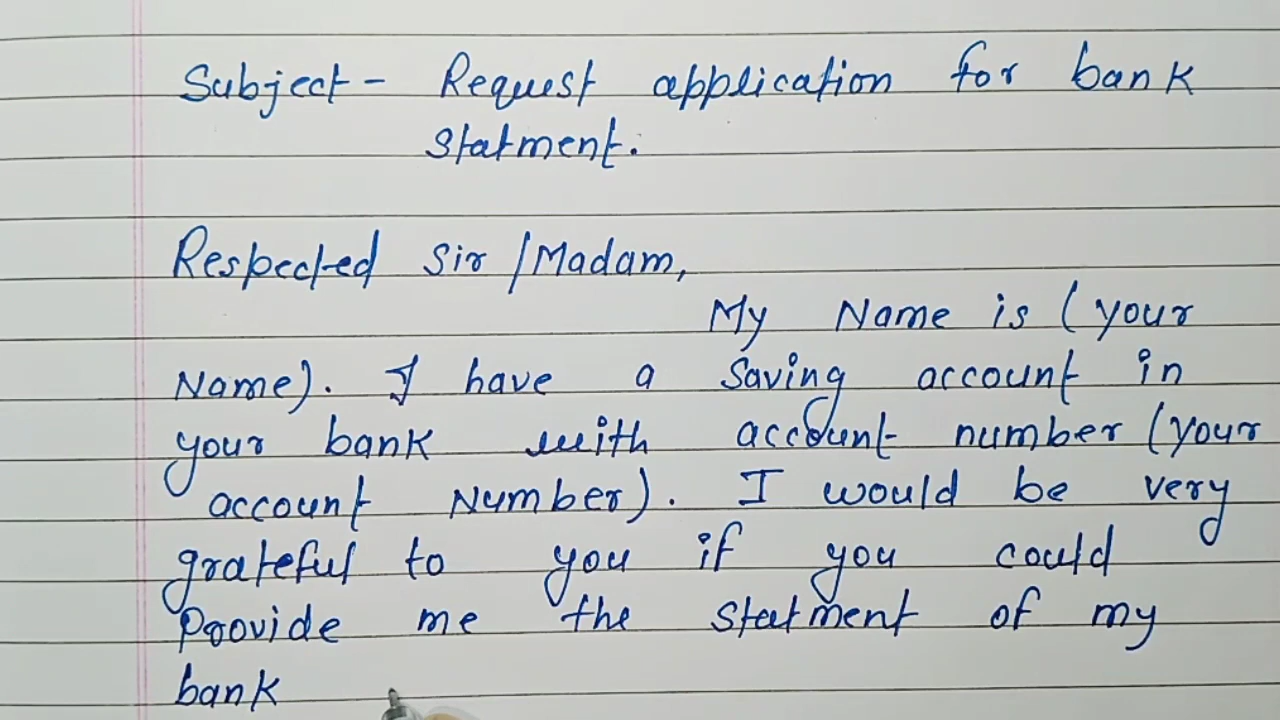 Subject- Request application for bank
statment.
Respected Sir/Madam,
My Name is (your
Name). I have a Saving account in
your bank with account number (your
account Number). I would be very
grateful to you if you could
Provide me the statment of my
bank